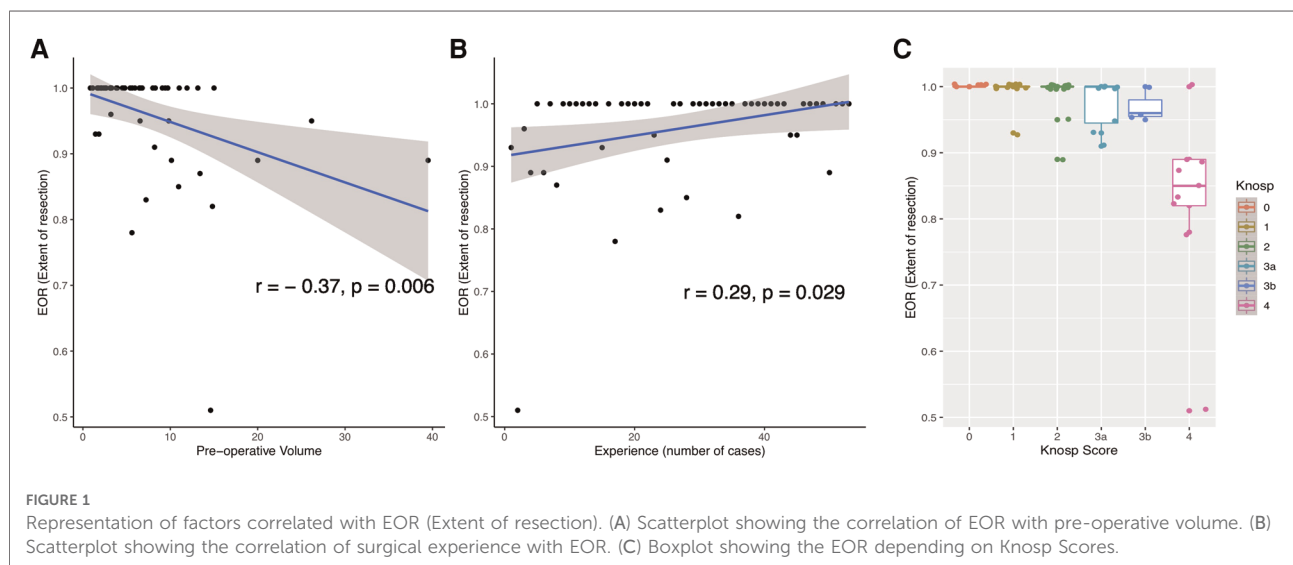 A
B
C
1.0
0.9
0.8
0.7
0.6
0.5
EOR (Extent of resection)
r = − 0.37, p = 0.006
0
10
20
30
40
Pre−operative Volume
1.0
0.9
0.8
0.7
0.6
0.5
EOR (Extent of resection)
r = 0.29, p = 0.029
0
20
40
Experience (number of cases)
1.0
0.9
0.8
0.7
0.6
0.5
EOR (Extent of resection)
0
1
2
3a
3b
4
Knosp Score
Knosp
0
1
2
3a
3b
4
FIGURE 1
Representation of factors correlated with EOR (Extent of resection). (A) Scatterplot showing the correlation of EOR with pre-operative volume. (B)
Scatterplot showing the correlation of surgical experience with EOR. (C) Boxplot showing the EOR depending on Knosp Scores.